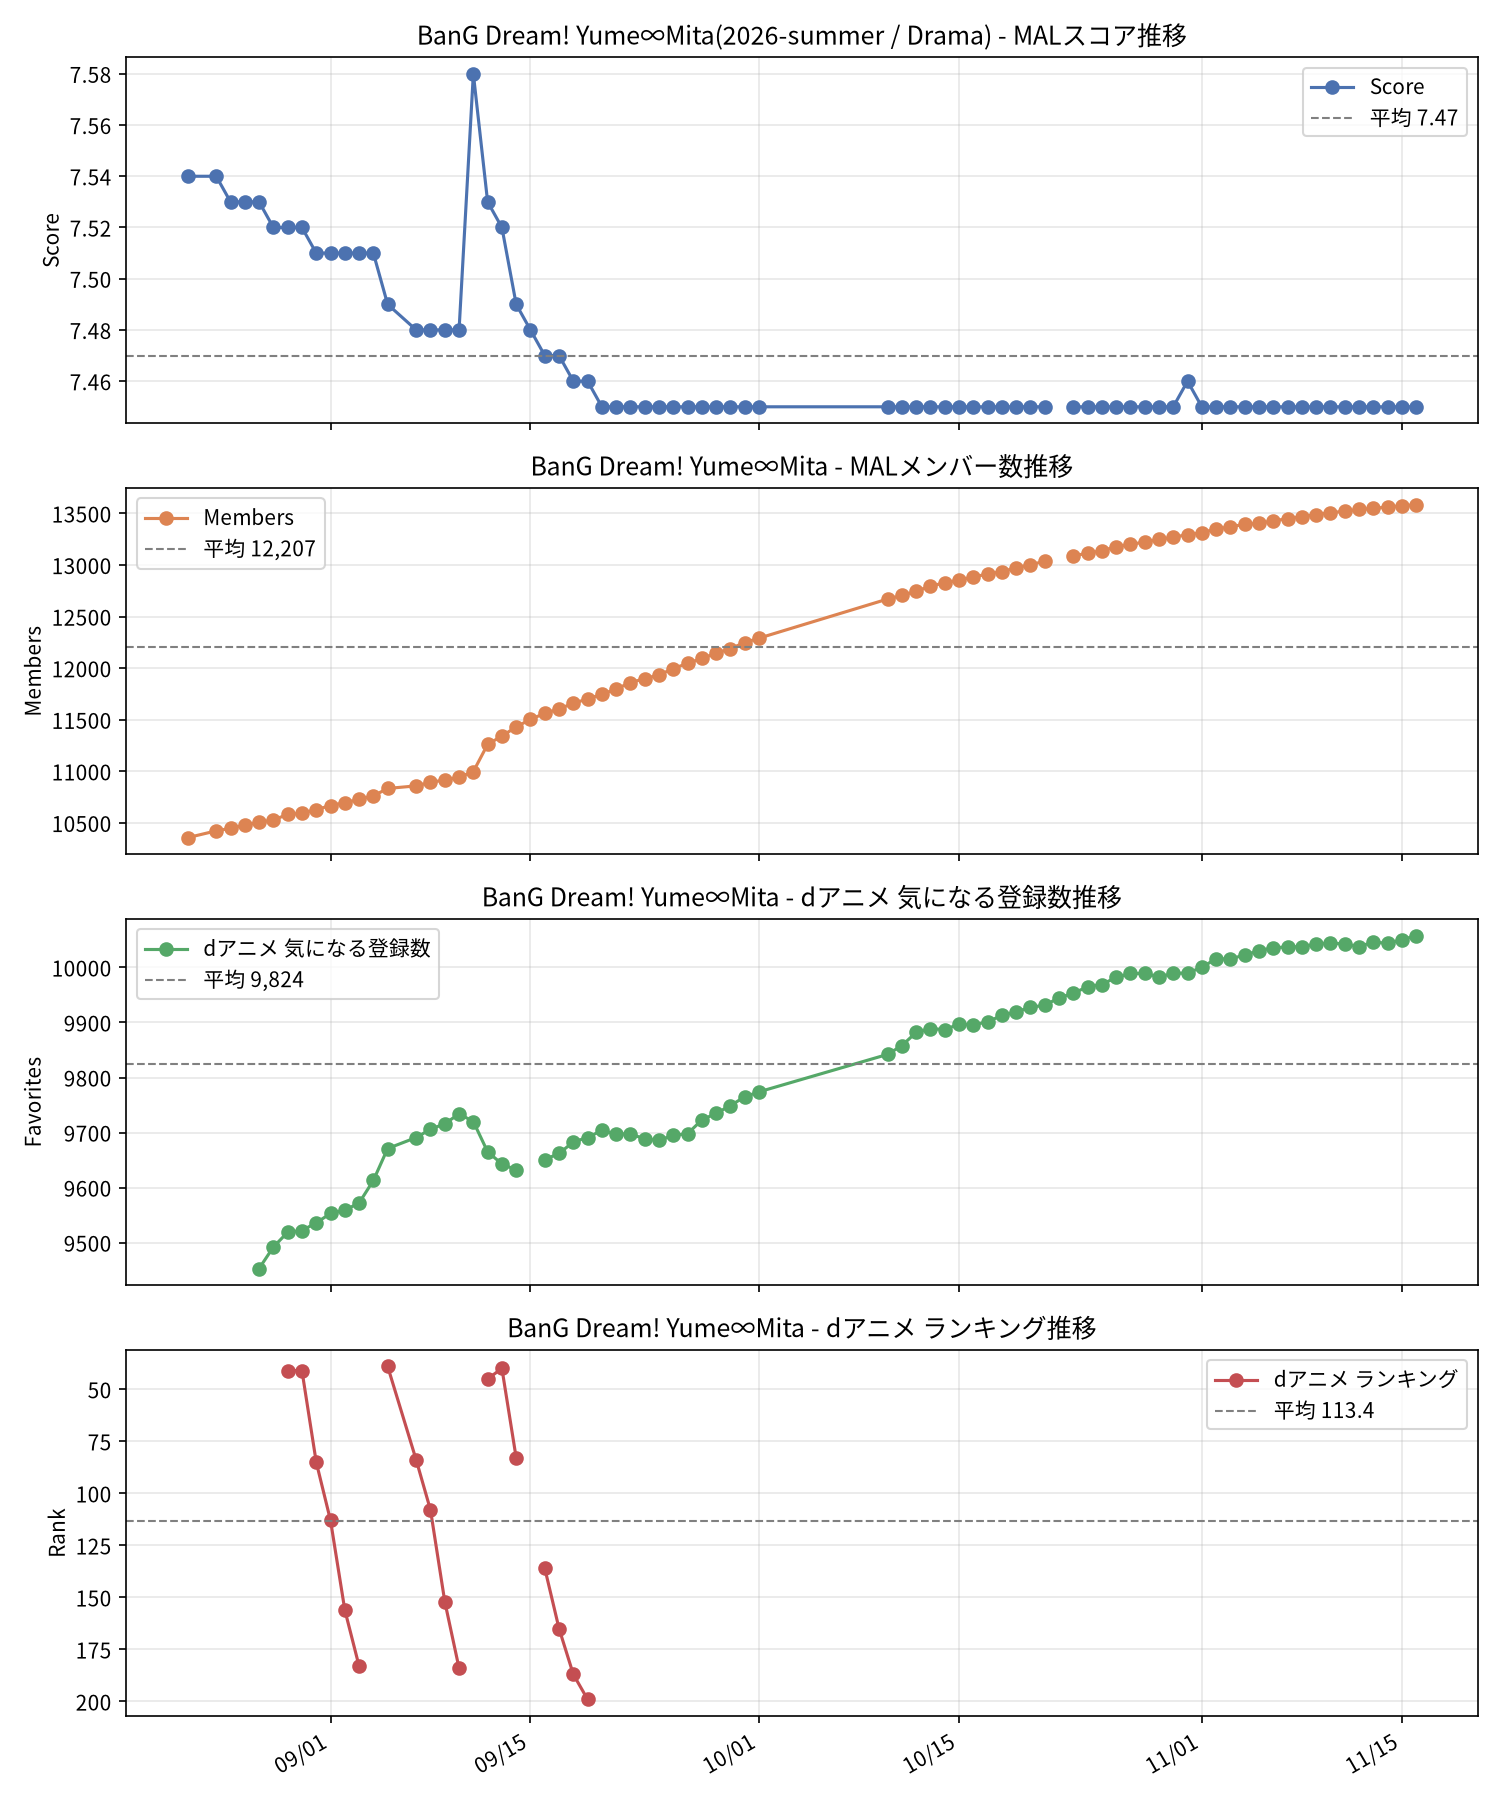 BanG Dream! Yume∞Mita(2026-summer / Drama) - MALスコア推移
Score
7.58
7.56
7.54
7.52
7.50
7.48
7.46
Score
平均 7.47
BanG Dream! Yume∞Mita - MALメンバー数推移
Members
13500
13000
12500
12000
11500
11000
10500
Members
平均 12,207
BanG Dream! Yume∞Mita - dアニメ 気になる登録数推移
Favorites
10000
9900
9800
9700
9600
9500
dアニメ 気になる登録数
平均 9,824
BanG Dream! Yume∞Mita - dアニメ ランキング推移
Rank
50
75
100
125
150
175
200
dアニメ ランキング
平均 113.4
09/01
09/15
10/01
10/15
11/01
11/15